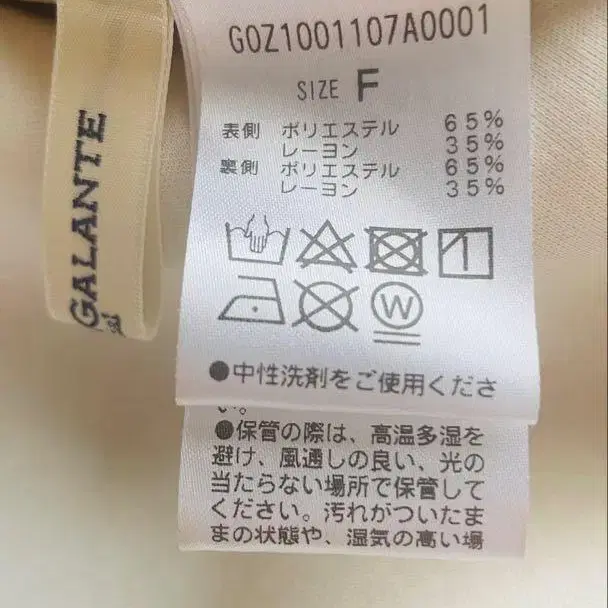 GALANTE
G0Z1001107A0001
SIZE F
表側 ポリエステル 65%
レーヨン 35%
裏側 ポリエステル 65%
レーヨン 35%
W
●中性洗剤をご使用くださ
い。
●保管の際は、高温多湿を
避け、風通しの良い、光の
当たらない場所で保管して
ください。汚れがついたま
まの状態や、湿気の高い場